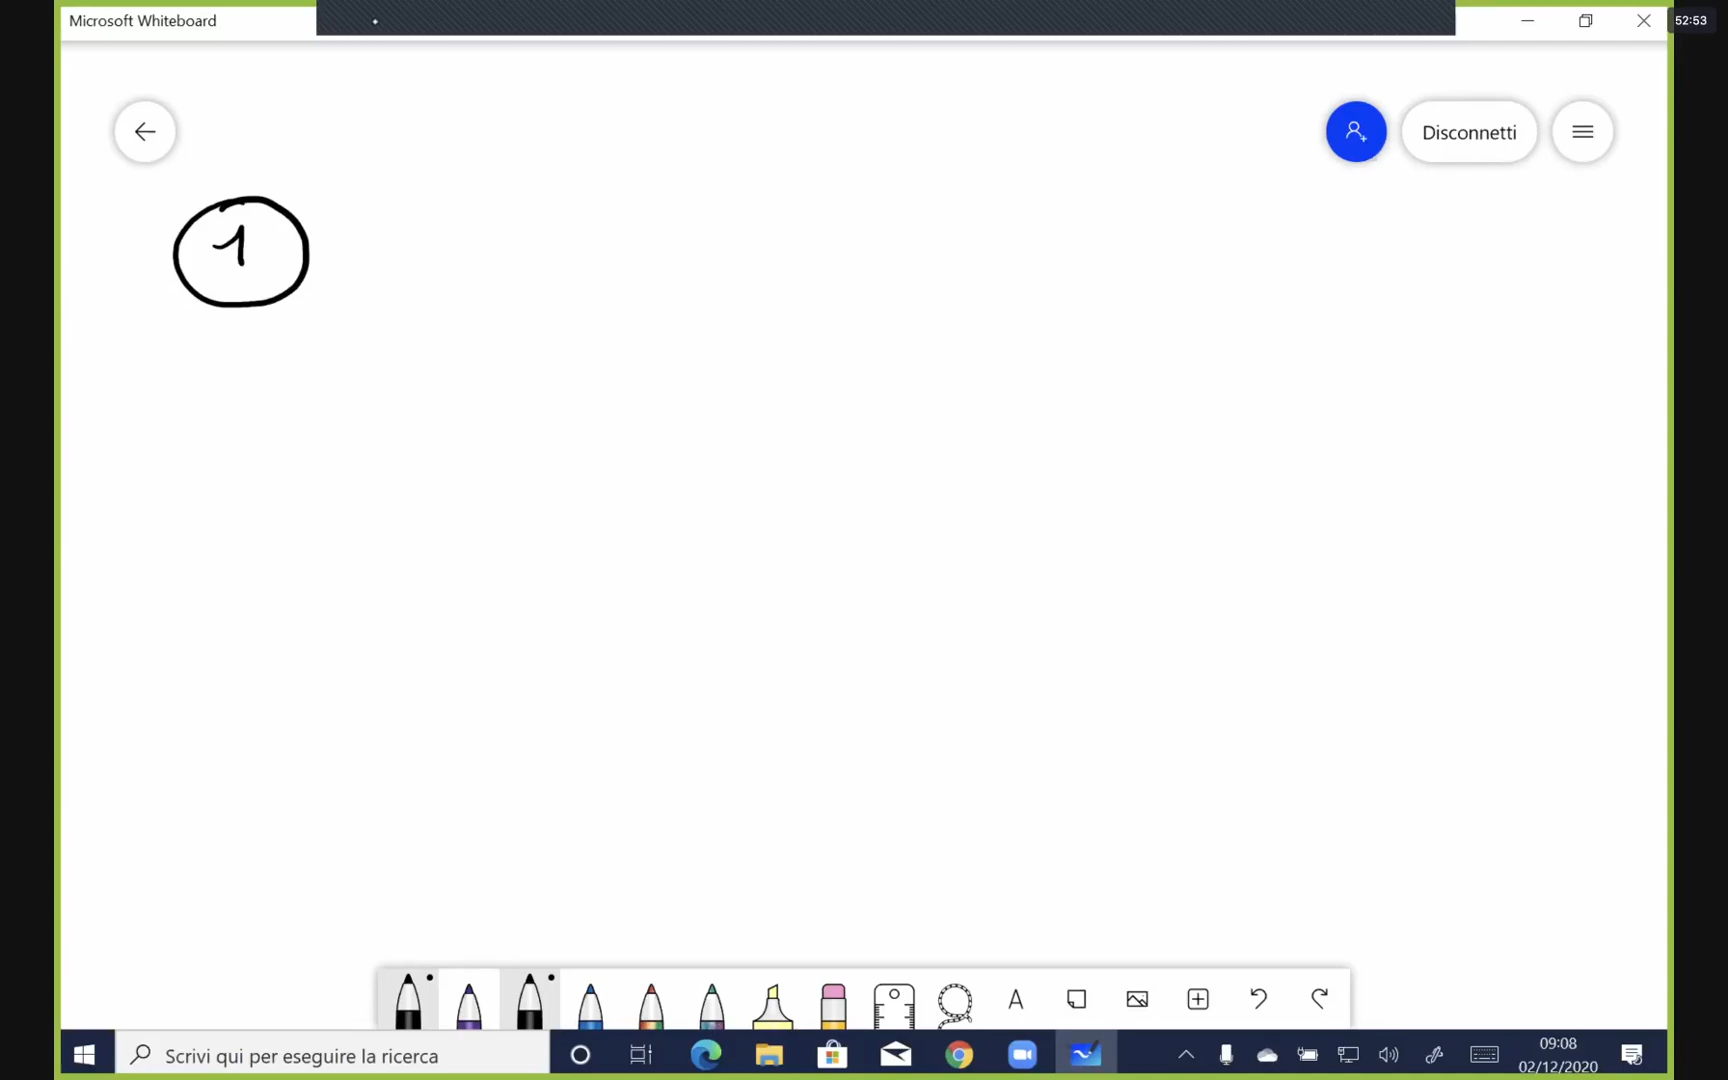 Microsoft Whiteboard
52:53
Disconnetti
1
A
Scrivi qui per eseguire la ricerca
09:08
02/12/2020